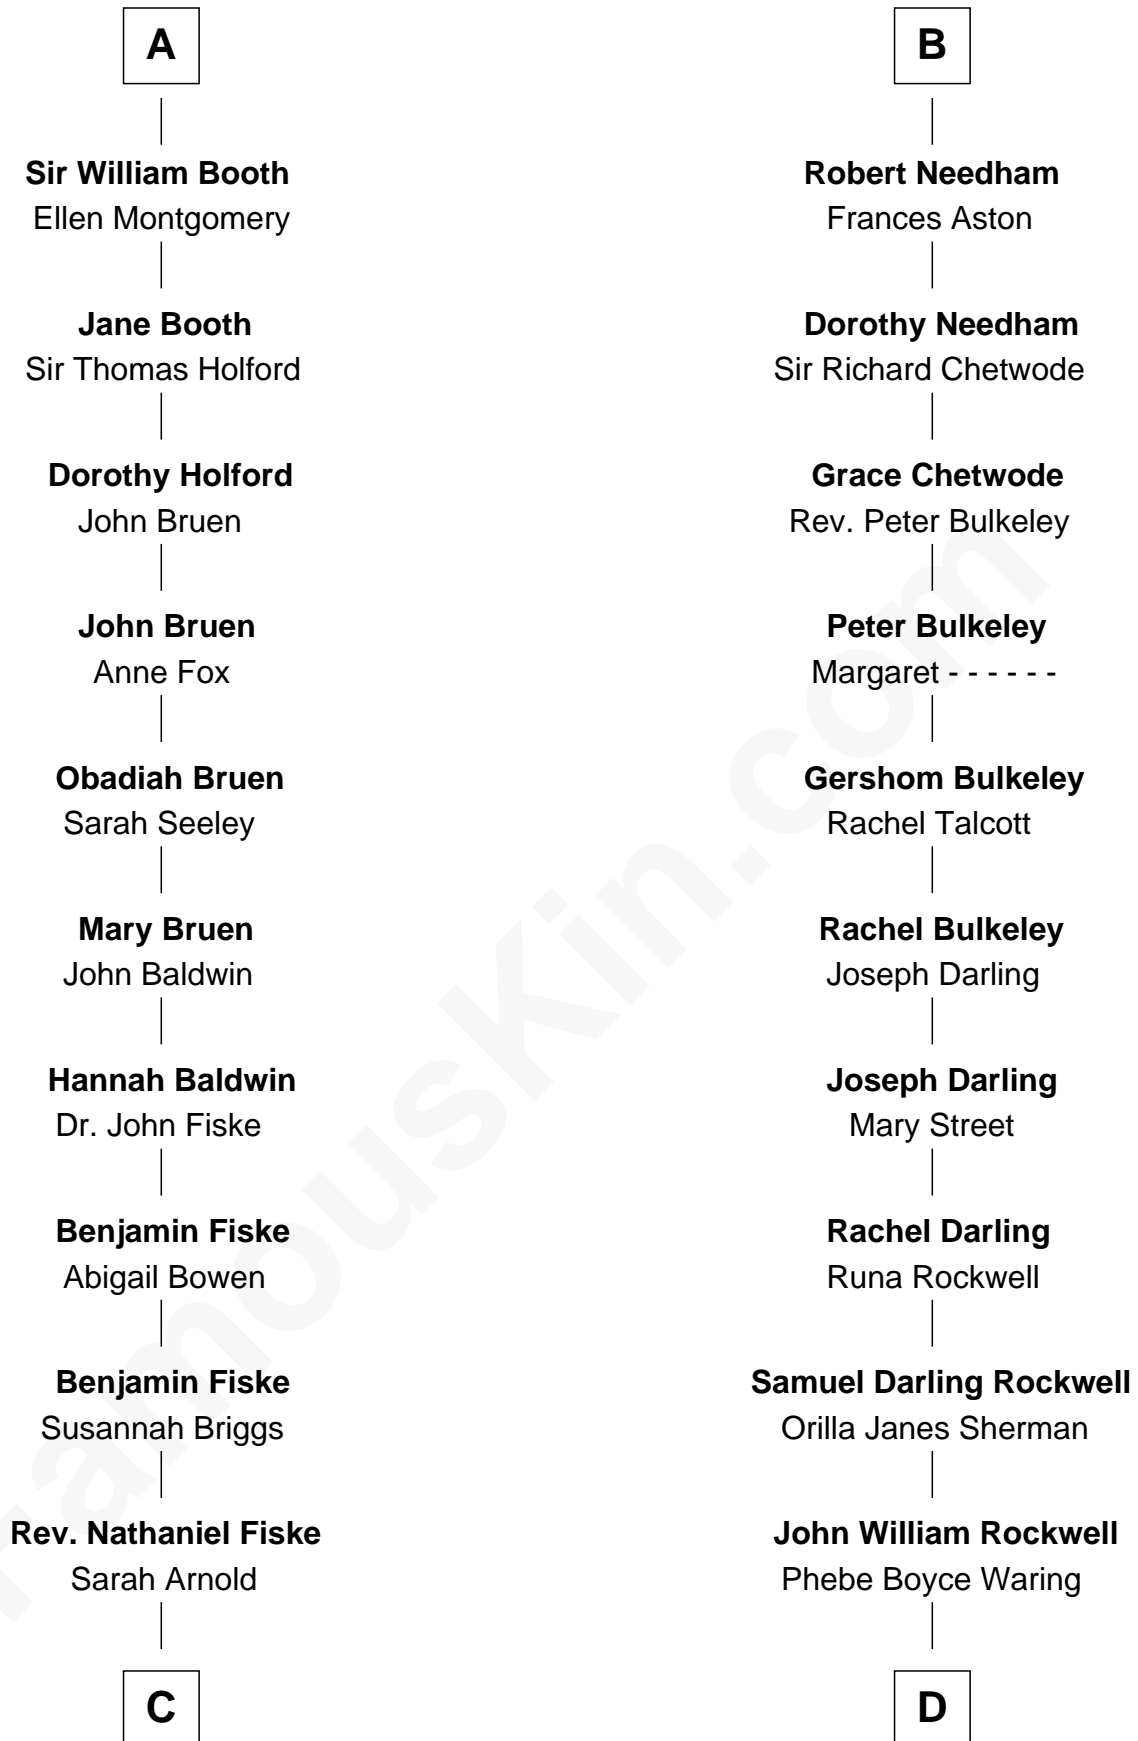 A
Sir William Booth
Ellen Montgomery
Jane Booth
Sir Thomas Holford
Dorothy Holford
John Bruen
John Bruen
Anne Fox
Obadiah Bruen
Sarah Seeley
Mary Bruen
John Baldwin
Hannah Baldwin
Dr. John Fiske
Benjamin Fiske
Abigail Bowen
Benjamin Fiske
Susannah Briggs
Rev. Nathaniel Fiske
Sarah Arnold
C
B
Robert Needham
Frances Aston
Dorothy Needham
Sir Richard Chetwode
Grace Chetwode
Rev. Peter Bulkeley
Peter Bulkeley
Margaret - - - - - -
Gershom Bulkeley
Rachel Talcott
Rachel Bulkeley
Joseph Darling
Joseph Darling
Mary Street
Rachel Darling
Runa Rockwell
Samuel Darling Rockwell
Orilla Janes Sherman
John William Rockwell
Phebe Boyce Waring
D
FamousKin.com